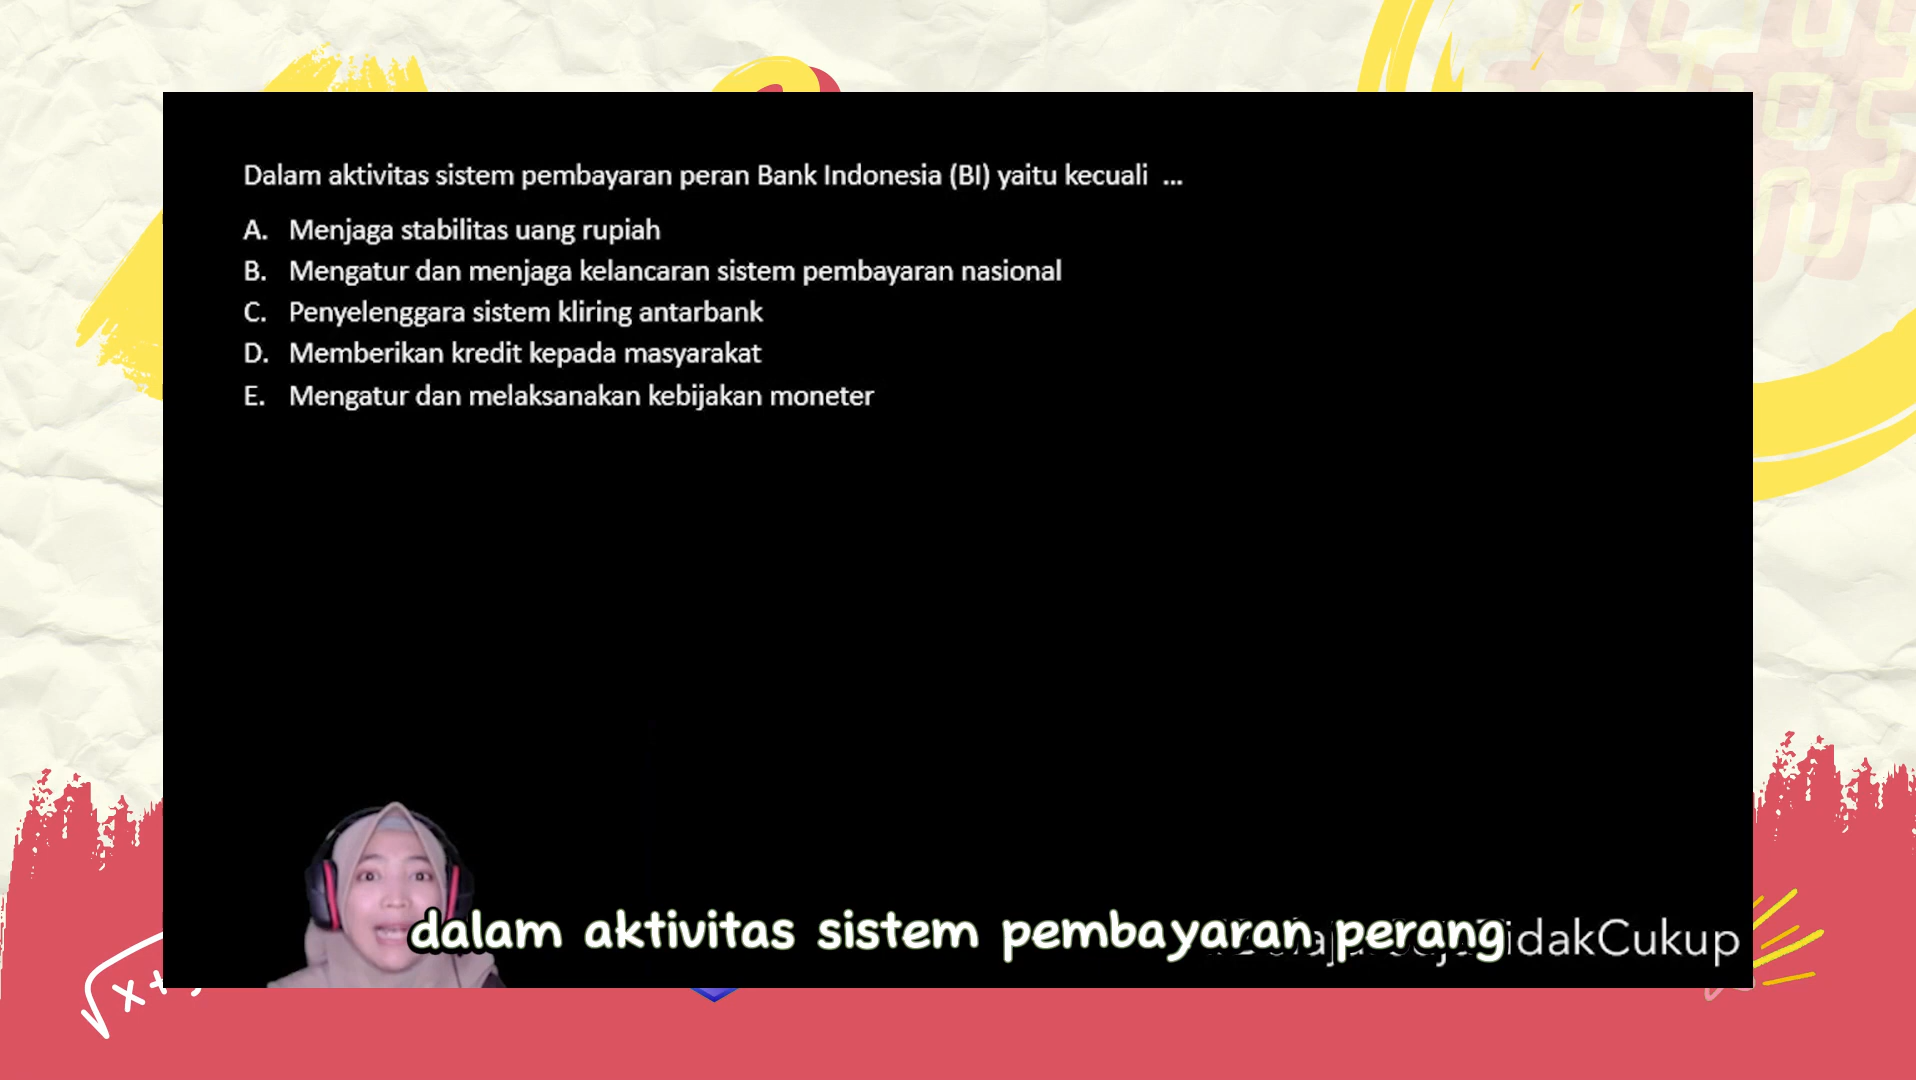 Dalam aktivitas sistem pembayaran peran Bank Indonesia (BI) yaitu kecuali ...
A. Menjaga stabilitas uang rupiah
B. Mengatur dan menjaga kelancaran sistem pembayaran nasional
C. Penyelenggara sistem kliring antarbank
D. Memberikan kredit kepada masyarakat
E. Mengatur dan melaksanakan kebijakan moneter
dalam aktivitas sistem pembayaran perang
idakCukup